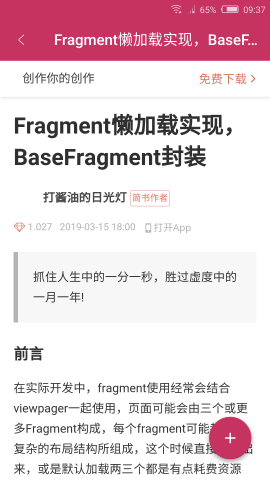 65% 09:37
Fragment懒加载实现，BaseF...
创作你的创作 免费下载
Fragment懒加载实现，
BaseFragment封装
打酱油的日光灯 简书作者
1.027 2019-03-15 18:00 打开App
抓住人生中的一分一秒，胜过虚度中的
一月一年!
前言
在实际开发中，fragment使用经常会结合
viewpager一起使用，页面可能会由三个或更
多Fragment构成，每个fragment可能
复杂的布局结构所组成，这个时候直接
来，或是默认加载两三个都是有点耗费资源